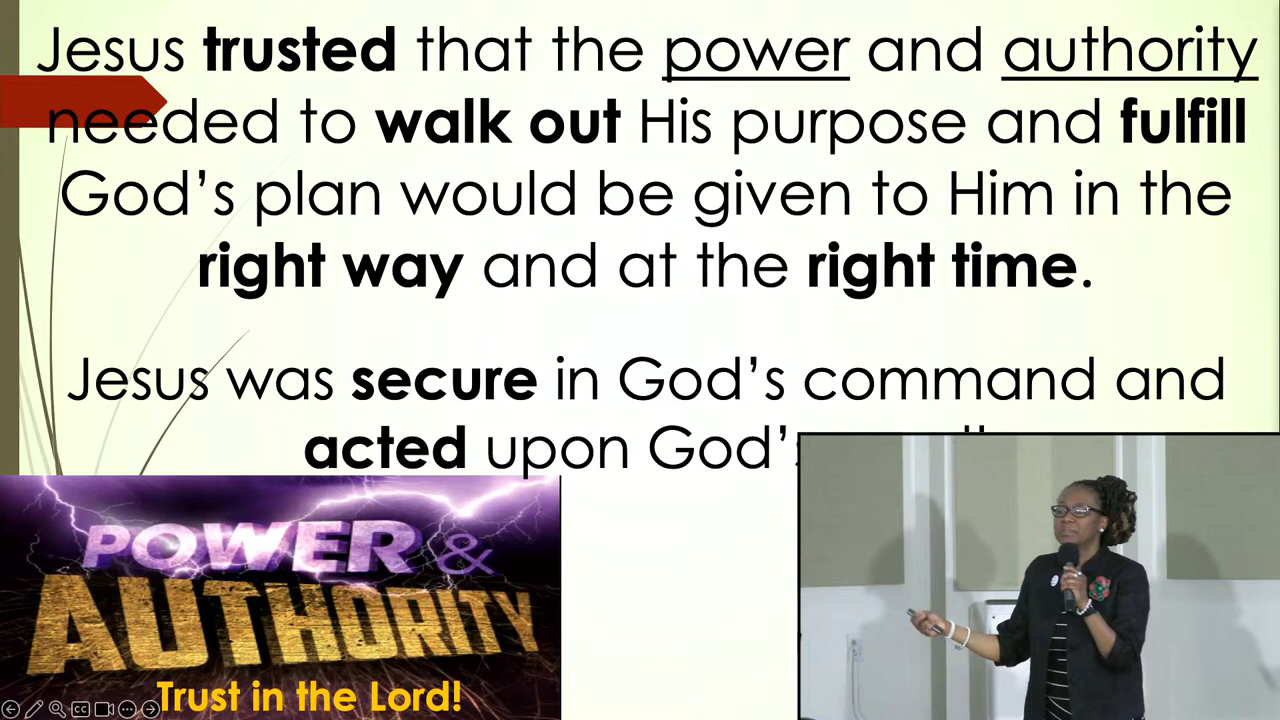 Jesus trusted that the power and authority
needed to walk out His purpose and fulfill
God's plan would be given to Him in the
right way and at the right time.
Jesus was secure in God's command and
acted upon God's
POWER &
AUTHORITY
Trust in the Lord!
CC